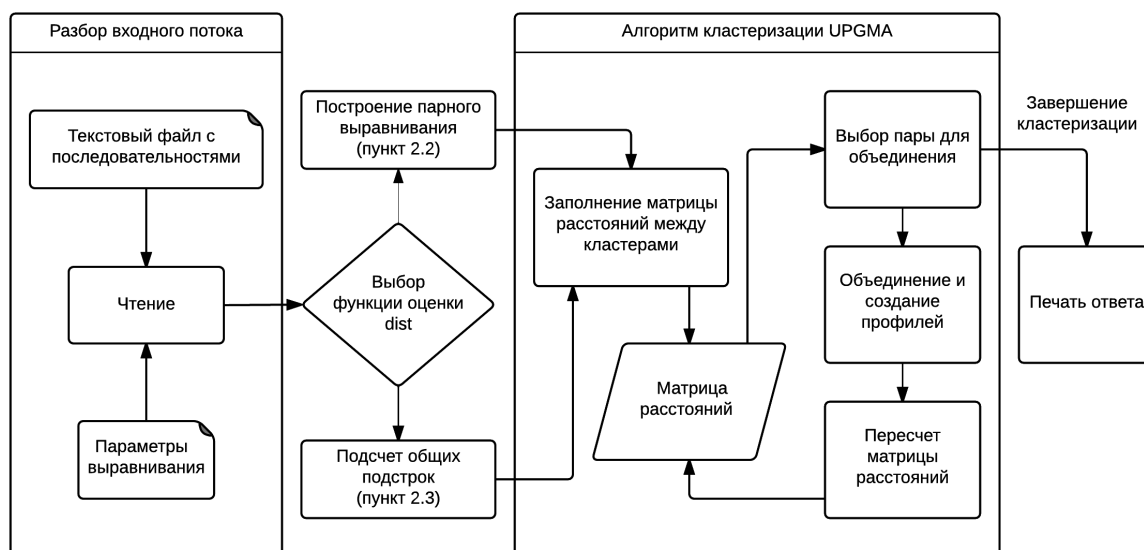 Разбор входного потока
Текстовый файл с
последовательностями
Чтение
Параметры
выравнивания
Построение парного
выравнивания
(пункт 2.2)
Выбор
функции оценки
dist
Подсчет общих
подстрок
(пункт 2.3)
Алгоритм кластеризации UPGMA
Заполнение матрицы
расстояний между
кластерами
Матрица
расстояний
Выбор пары для
объединения
Объединение и
создание
профилей
Пересчет
матрицы
расстояний
Завершение
кластеризации
Печать ответа